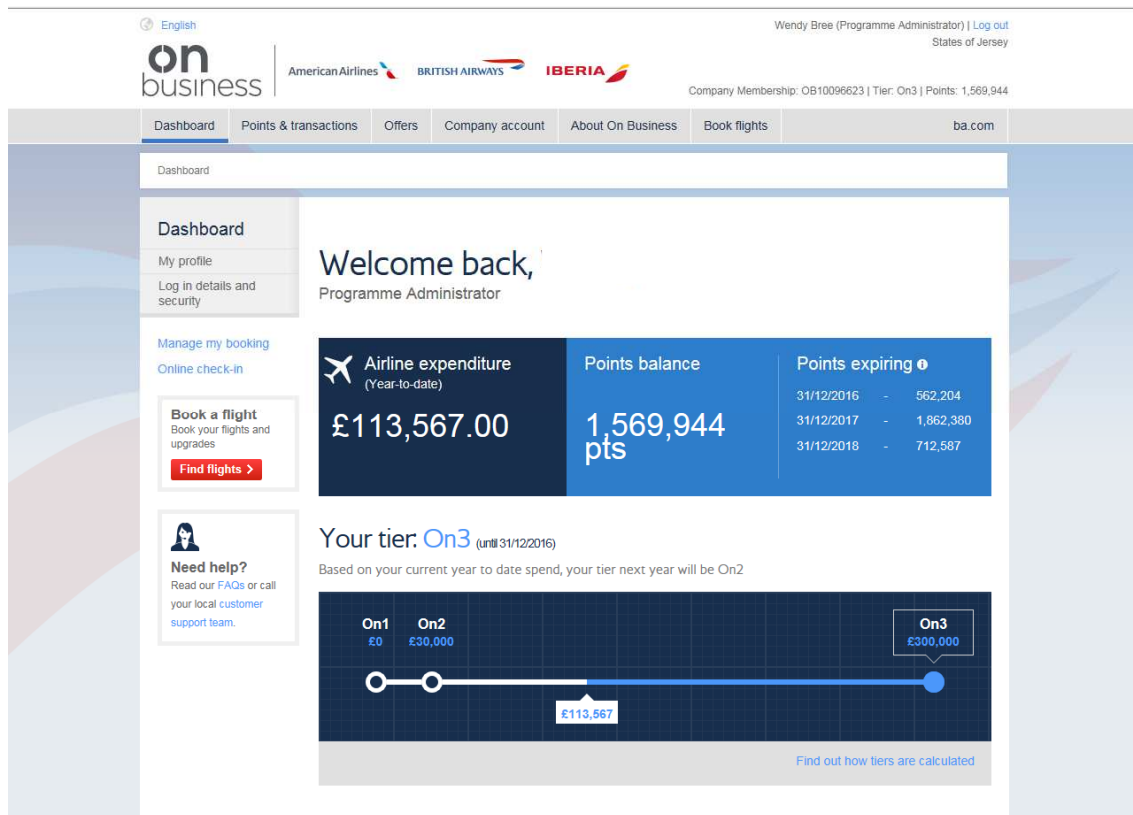 English
Wendy Bree (Programme Administrator) | Log out
States of Jersey
on
business
American Airlines
BRITISH AIRWAYS
IBERIA
Company Membership: OB10096623 | Tier: On3 | Points: 1,569,944
Dashboard Points & transactions Offers Company account About On Business Book flights ba.com
Dashboard
Dashboard
My profile
Log in details and
security
Manage my booking
Online check-in
Book a flight
Book your flights and
upgrades
Find flights >
Need help?
Read our FAQs or call
your local customer
support team.
Welcome back,
Programme Administrator
Airline expenditure
(Year-to-date)
£113,567.00
Points balance
1,569,944
pts
Points expiring
31/12/2016 - 562,204
31/12/2017 - 1,862,380
31/12/2018 - 712,587
Your tier: On3 (until 31/12/2016)
Based on your current year to date spend, your tier next year will be On2
On1 On2 On3
£0 £30,000 £300,000
£113,567
Find out how tiers are calculated